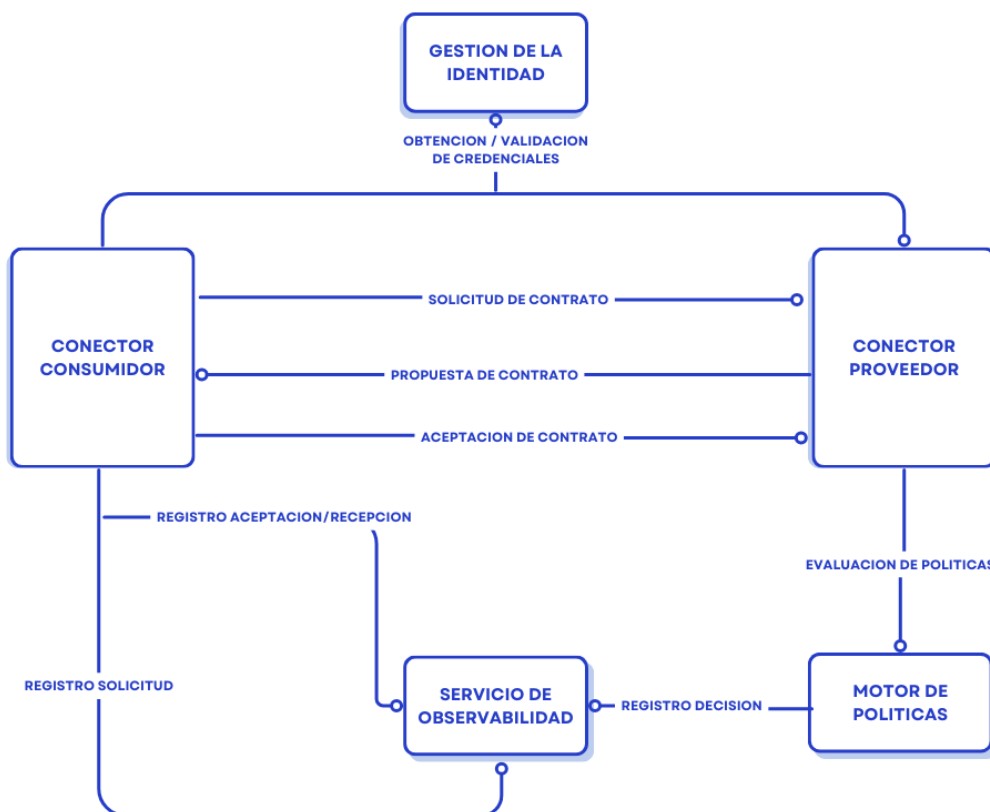 GESTION DE LA
IDENTIDAD
OBTENCION / VALIDACION
DE CREDENCIALES
CONECTOR
CONSUMIDOR
SOLICITUD DE CONTRATO
PROPUESTA DE CONTRATO
ACEPTACION DE CONTRATO
CONECTOR
PROVEEDOR
REGISTRO ACEPTACION/RECEPCION
EVALUACION DE POLITICAS
REGISTRO SOLICITUD
SERVICIO DE
OBSERVABILIDAD
REGISTRO DECISION
MOTOR DE
POLITICAS